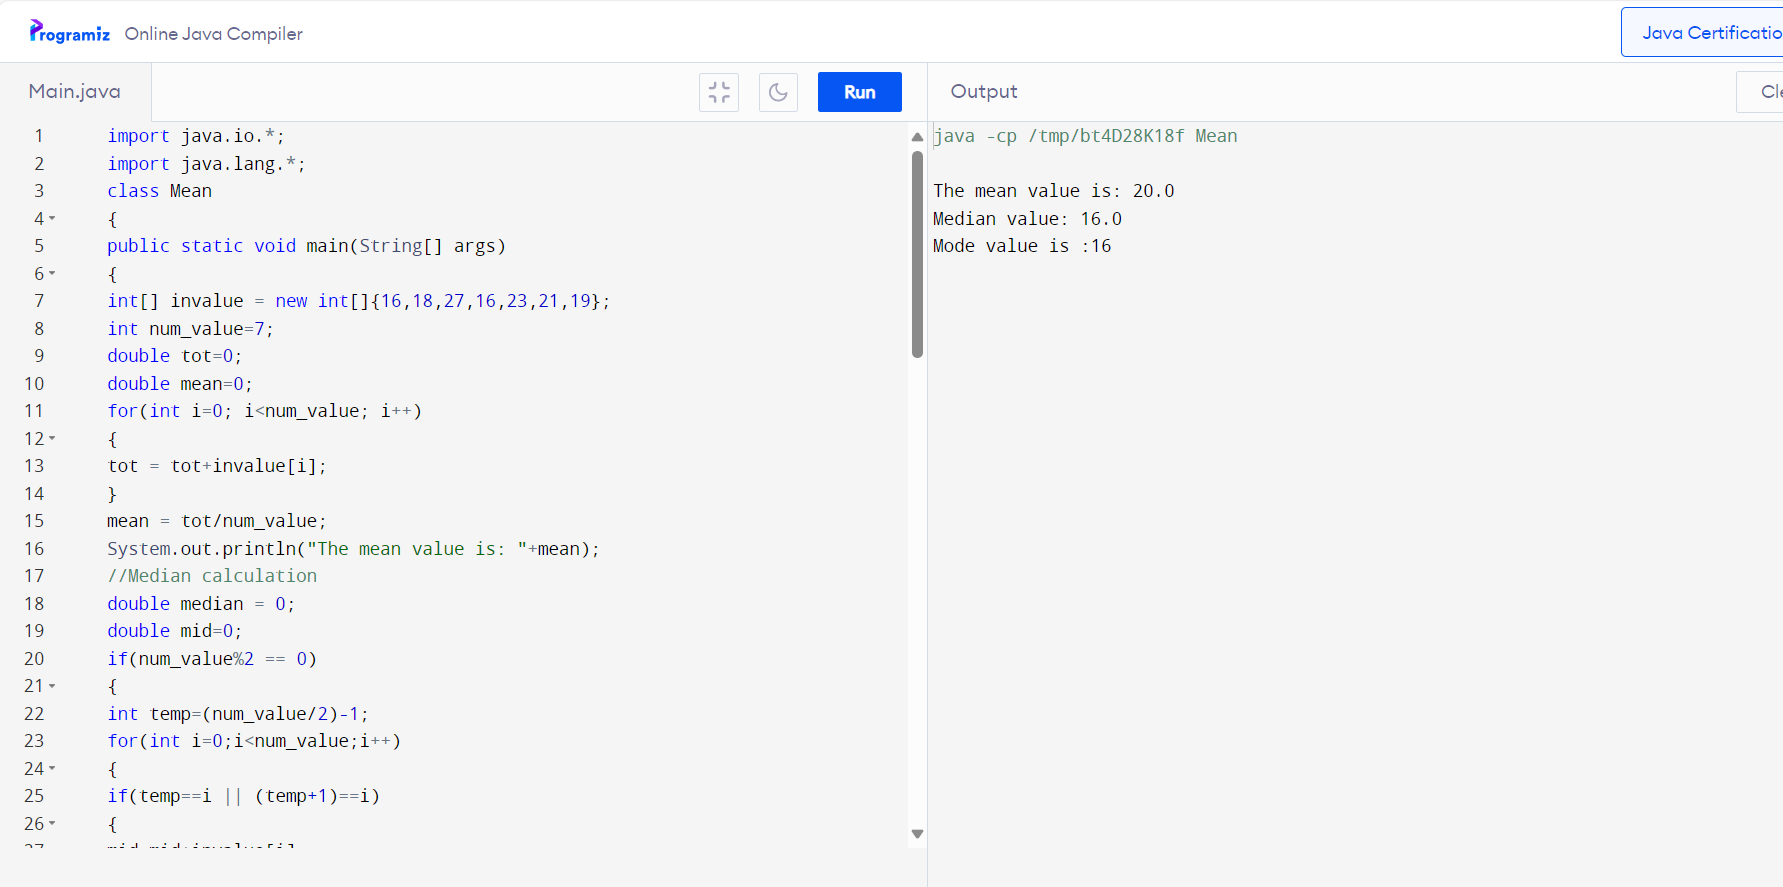 Programiz Online Java Compiler
Java Certificatio
Main.java
Run
Output
Cle
1 import java.io.*;
2 import java.lang.*;
3 class Mean
4 {
5 public static void main(String[] args)
6 {
7 int[] invalue = new int[]{16,18,27,16,23,21,19};
8 int num_value=7;
9 double tot=0;
10 double mean=0;
11 for(int i=0; i<num_value; i++)
12 {
13 tot = tot+invalue[i];
14 }
15 mean = tot/num_value;
16 System.out.println("The mean value is: "+mean);
17 //Median calculation
18 double median = 0;
19 double mid=0;
20 if(num_value%2 == 0)
21 {
22 int temp=(num_value/2)-1;
23 for(int i=0;i<num_value;i++)
24 {
25 if(temp==i || (temp+1)==i)
26 {
java -cp /tmp/bt4D28K18f Mean
The mean value is: 20.0
Median value: 16.0
Mode value is :16